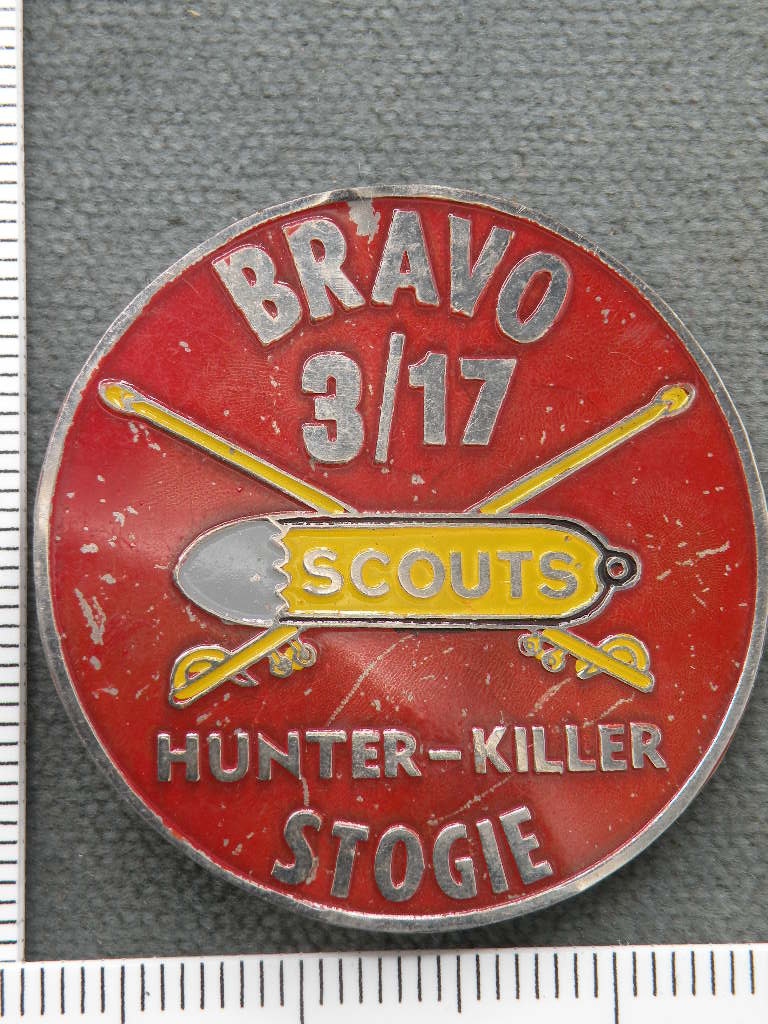 BRAVO
3/17
SCOUTS
HUNTER-KILLER
STOGIE